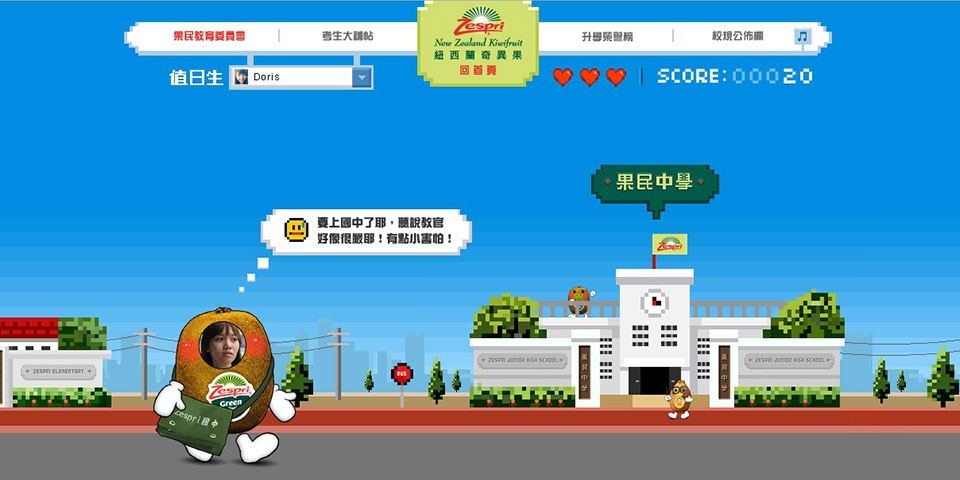 果民教育委員會
考生大補帖
Zespri
New Zealand Kiwifruit
紐西蘭奇異果
回首頁
升學榮譽榜
校規公佈欄
值日生
Doris
SCORE:00020
果民中學
要上國中了耶，聽說教官
好像很嚴耶！有點小害怕！
Zespri
ZESPRI ELEMENTARY
ZESPRI JUNIOR HIGH SCHOOL
果民中學
果民中學
ZESPRI JUNIOR HIGH SCHOOL
BUS
Zespri
Green
Zespri國中